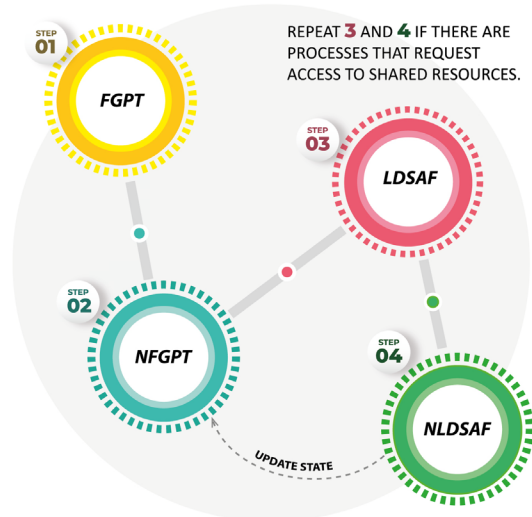 STEP
01
FGPT
REPEAT 3 AND 4 IF THERE ARE
PROCESSES THAT REQUEST
ACCESS TO SHARED RESOURCES.
STEP
03
LDSAF
STEP
02
NFGPT
STEP
04
NLDSAF
UPDATE STATE